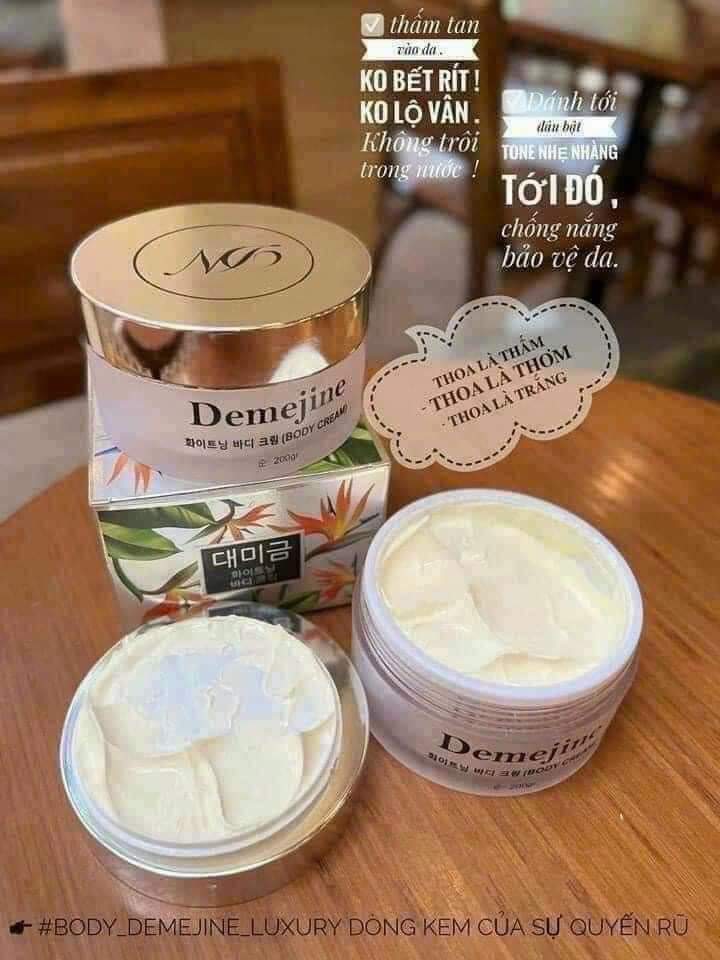 ☑ thấm tan
vào da .
KO BẾT RÍT !
KO LỘ VÂN .
Không trôi
trong nước !
☑ Đánh tới
đâu bật
TONE NHẸ NHÀNG
TỚI ĐÓ ,
chống nắng
bảo vệ da.
THOA LÀ THẤM
- THOA LÀ THƠM
- THOA LÀ TRẮNG
Demejine
화이트닝 바디 크림 (BODY CREAM)
순 200gr
대미금
화이트닝
바디 크림
Demejine
화이트닝 바디 크림 (BODY CREAM)
순 200gr
☛ #BODY_DEMEJINE_LUXURY DÒNG KEM CỦA SỰ QUYẾN RŨ